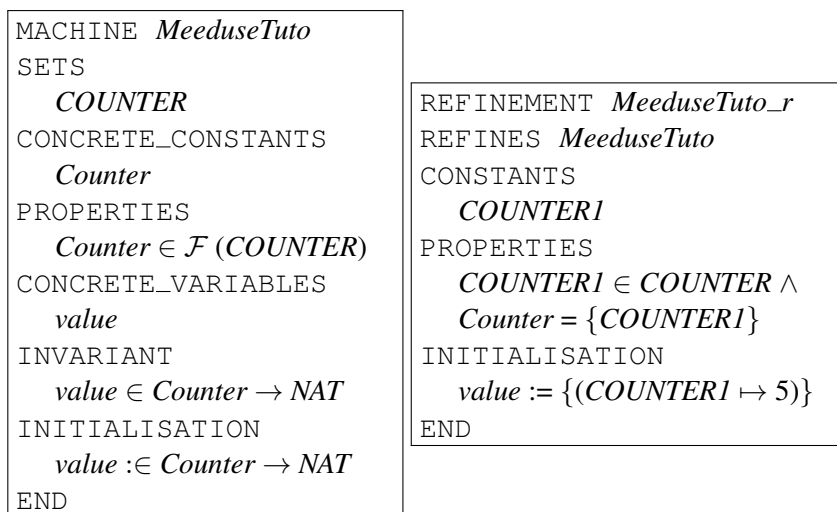 MACHINE MeeduseTuto
SETS
COUNTER
CONCRETE_CONSTANTS
Counter
PROPERTIES
Counter ∈ ℱ (COUNTER)
CONCRETE_VARIABLES
value
INVARIANT
value ∈ Counter → NAT
INITIALISATION
value :∈ Counter → NAT
END
REFINEMENT MeeduseTuto_r
REFINES MeeduseTuto
CONSTANTS
COUNTER1
PROPERTIES
COUNTER1 ∈ COUNTER ∧
Counter = {COUNTER1}
INITIALISATION
value := {(COUNTER1 ↦ 5)}
END